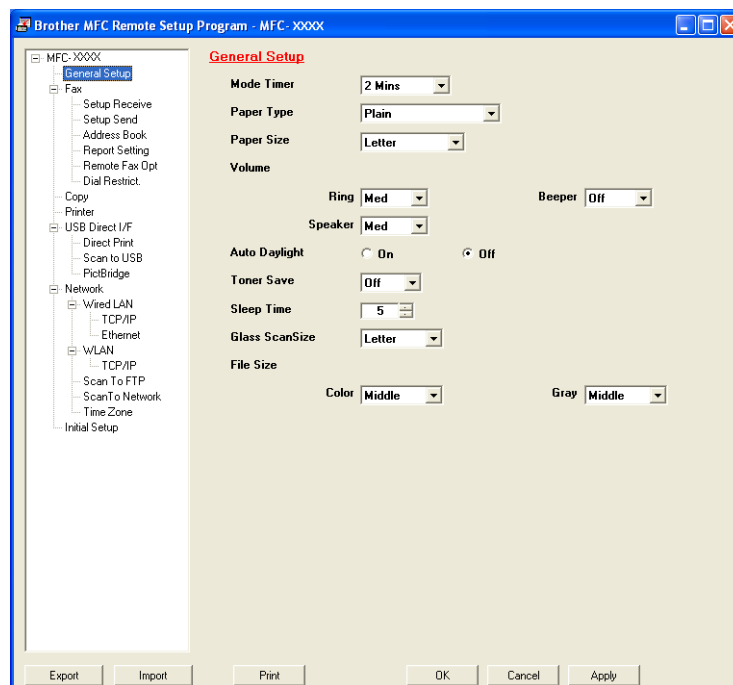 Brother MFC Remote Setup Program - MFC- XXXX
MFC- XXXX
General Setup
Fax
Setup Receive
Setup Send
Address Book
Report Setting
Remote Fax Opt
Dial Restrict.
Copy
Printer
USB Direct I/F
Direct Print
Scan to USB
PictBridge
Network
Wired LAN
TCP/IP
Ethernet
WLAN
TCP/IP
Scan To FTP
ScanTo Network
Time Zone
Initial Setup
General Setup
Mode Timer 2 Mins
Paper Type Plain
Paper Size Letter
Volume
Ring Med Beeper Off
Speaker Med
Auto Daylight On Off
Toner Save Off
Sleep Time 5
Glass ScanSize Letter
File Size
Color Middle Gray Middle
Export Import Print OK Cancel Apply